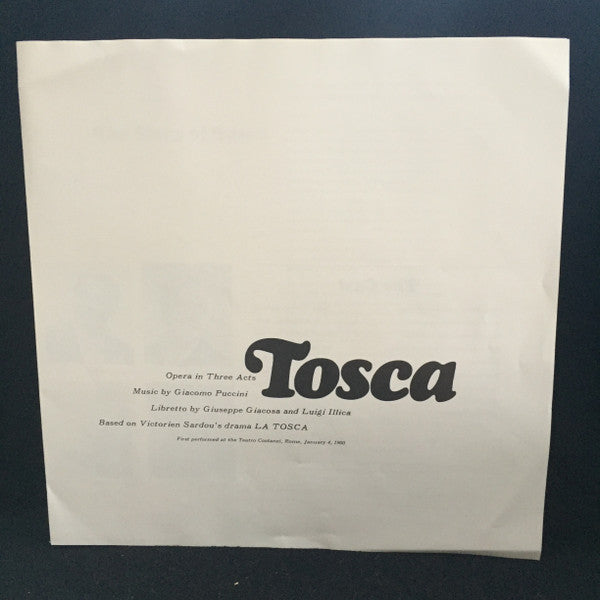 Tosca
Opera in Three Acts
Music by Giacomo Puccini
Libretto by Giuseppe Giacosa and Luigi Illica
Based on Victorien Sardou's drama LA TOSCA
First performed at the Teatro Costanzi, Rome, January 4, 1900